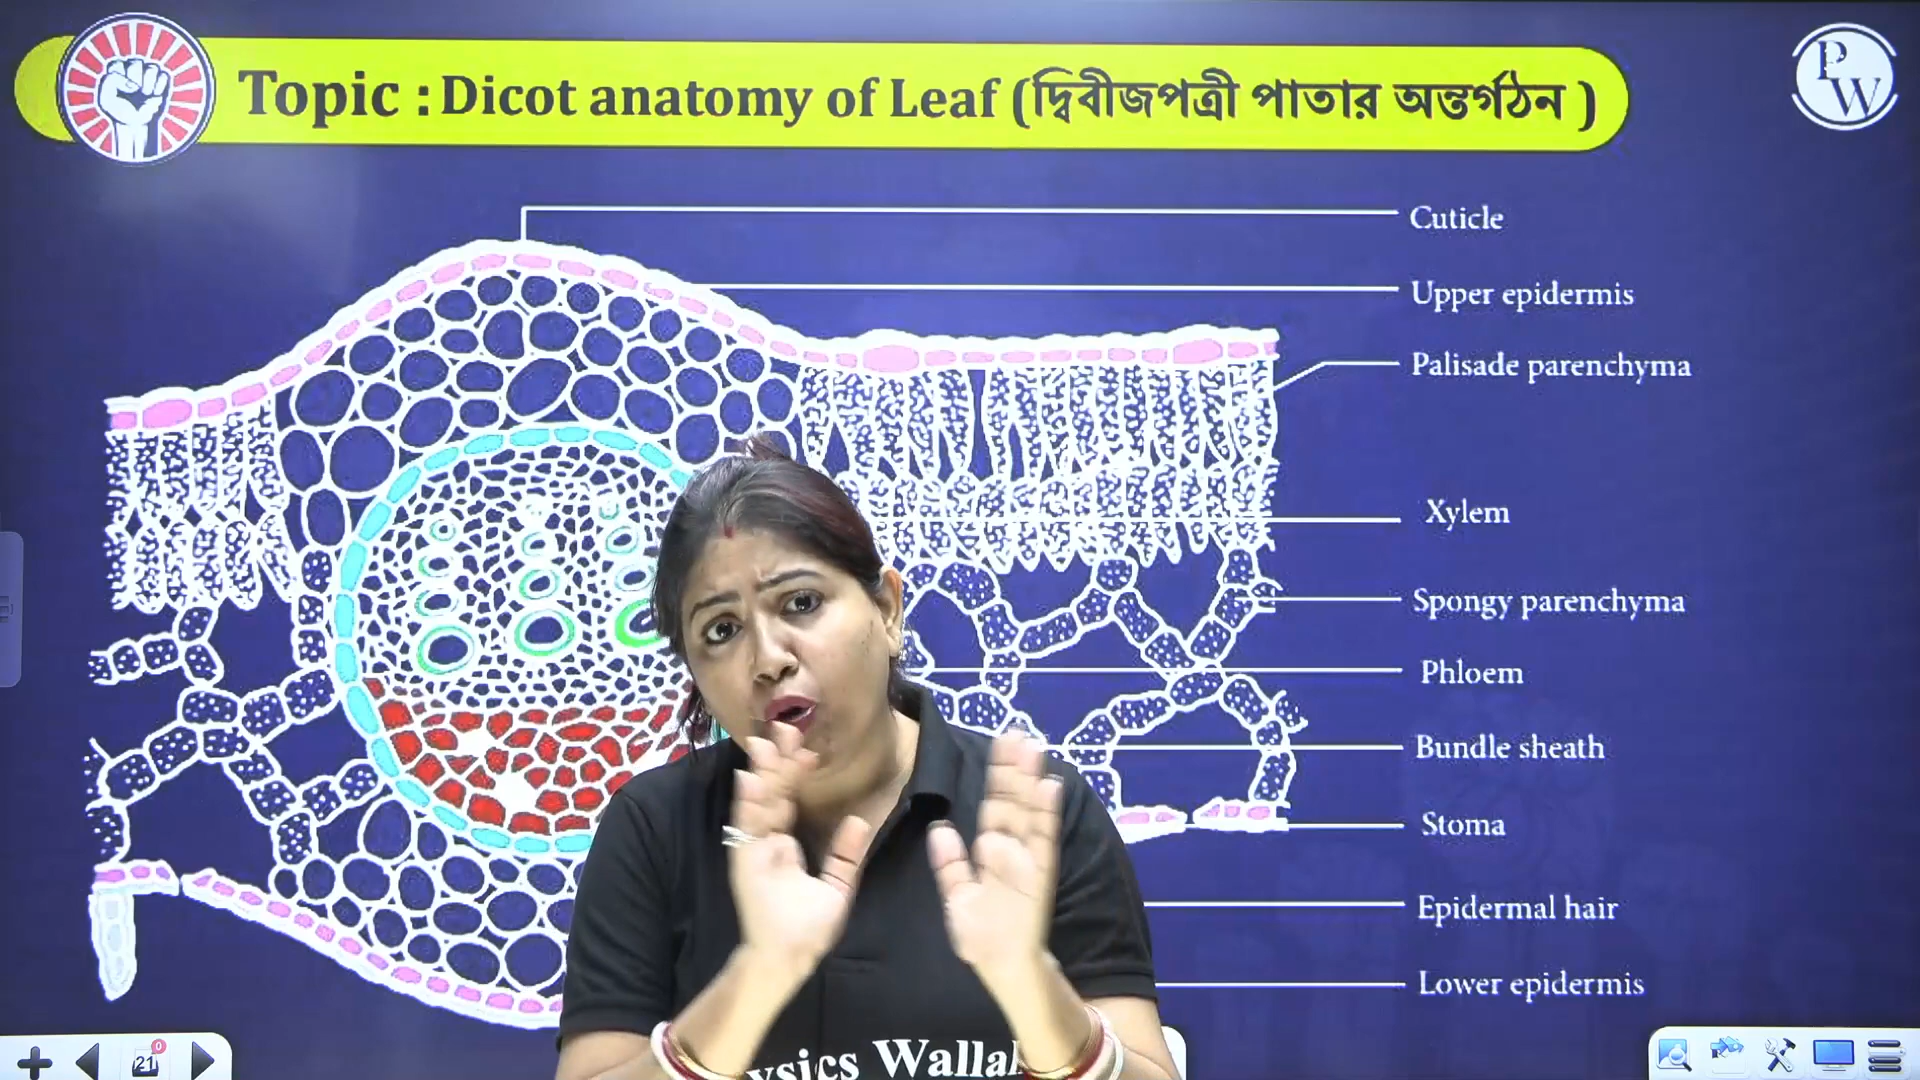 Topic : Dicot anatomy of Leaf (দ্বিবীজপত্রী পাতার অন্তর্গঠন )
P
W
Cuticle
Upper epidermis
Palisade parenchyma
Xylem
Spongy parenchyma
Phloem
Bundle sheath
Stoma
Epidermal hair
Lower epidermis
21
0